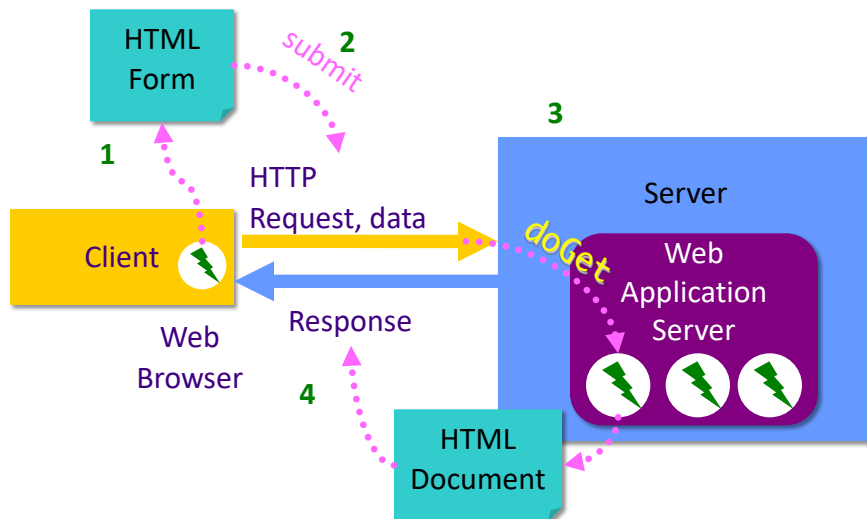 HTML
Form
submit
2
3
1
HTTP
Request, data
Server
Client
doGet
Web
Application
Server
Web
Browser
Response
4
HTML
Document